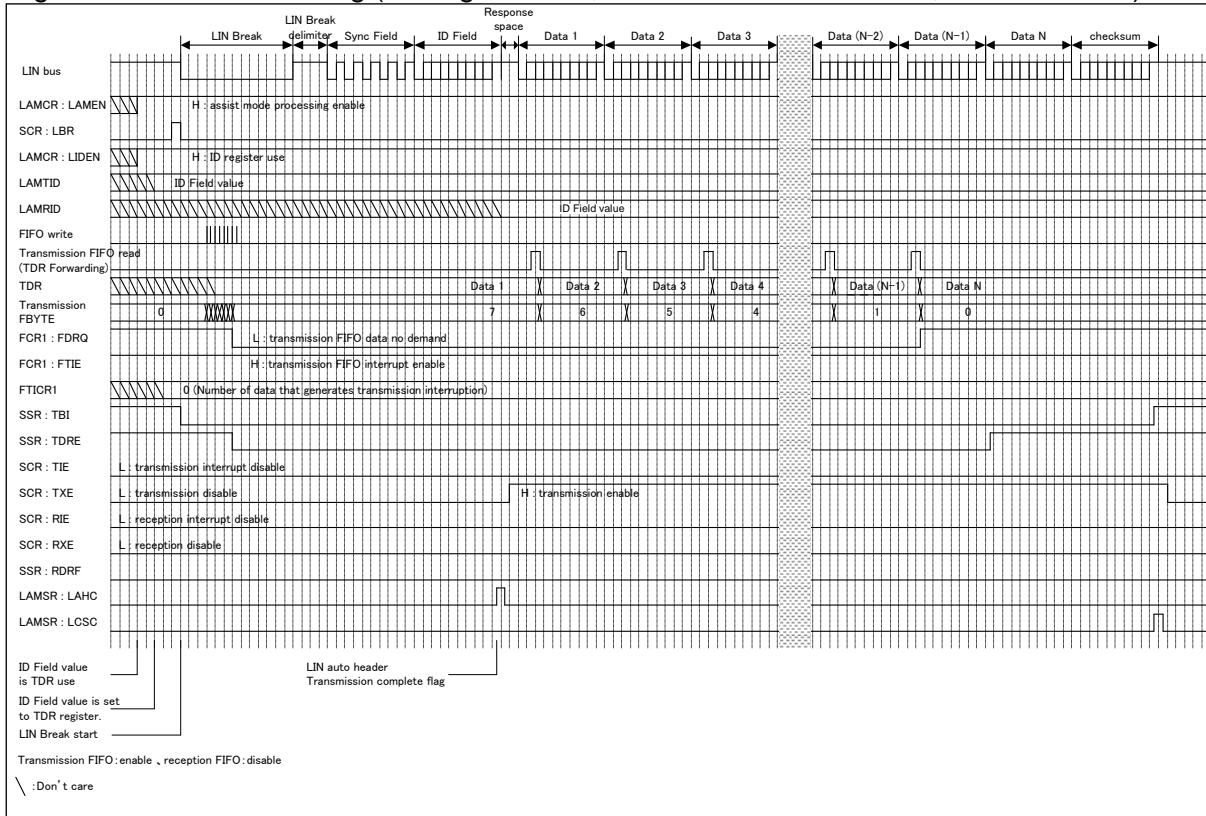 LIN Break
delimiter
Response
space
LIN Break
Sync Field
ID Field
Data 1
Data 2
Data 3
Data (N-2)
Data (N-1)
Data N
checksum
LIN bus
LAMCR : LAMEN
H : assist mode processing enable
SCR : LBR
LAMCR : LIDEN
H : ID register use
LAMTID
ID Field value
LAMRID
ID Field value
FIFO write
Transmission FIFO read
(TDR Forwarding)
TDR
Data 1
Data 2
Data 3
Data 4
Data (N-1)
Data N
Transmission
FBYTE
0
7
6
5
4
1
0
FCR1 : FDRQ
L : transmission FIFO data no demand
FCR1 : FTIE
H : transmission FIFO interrupt enable
FTICR1
0 (Number of data that generates transmission interruption)
SSR : TBI
SSR : TDRE
SCR : TIE
L : transmission interrupt disable
SCR : TXE
L : transmission disable
H : transmission enable
SCR : RIE
L : reception interrupt disable
SCR : RXE
L : reception disable
SSR : RDRF
LAMSR : LAHC
LAMSR : LCSC
ID Field value
is TDR use
ID Field value is set
to TDR register.
LIN Break start
LIN auto header
Transmission complete flag
Transmission FIFO : enable 、reception FIFO : disable
\ : Don't care